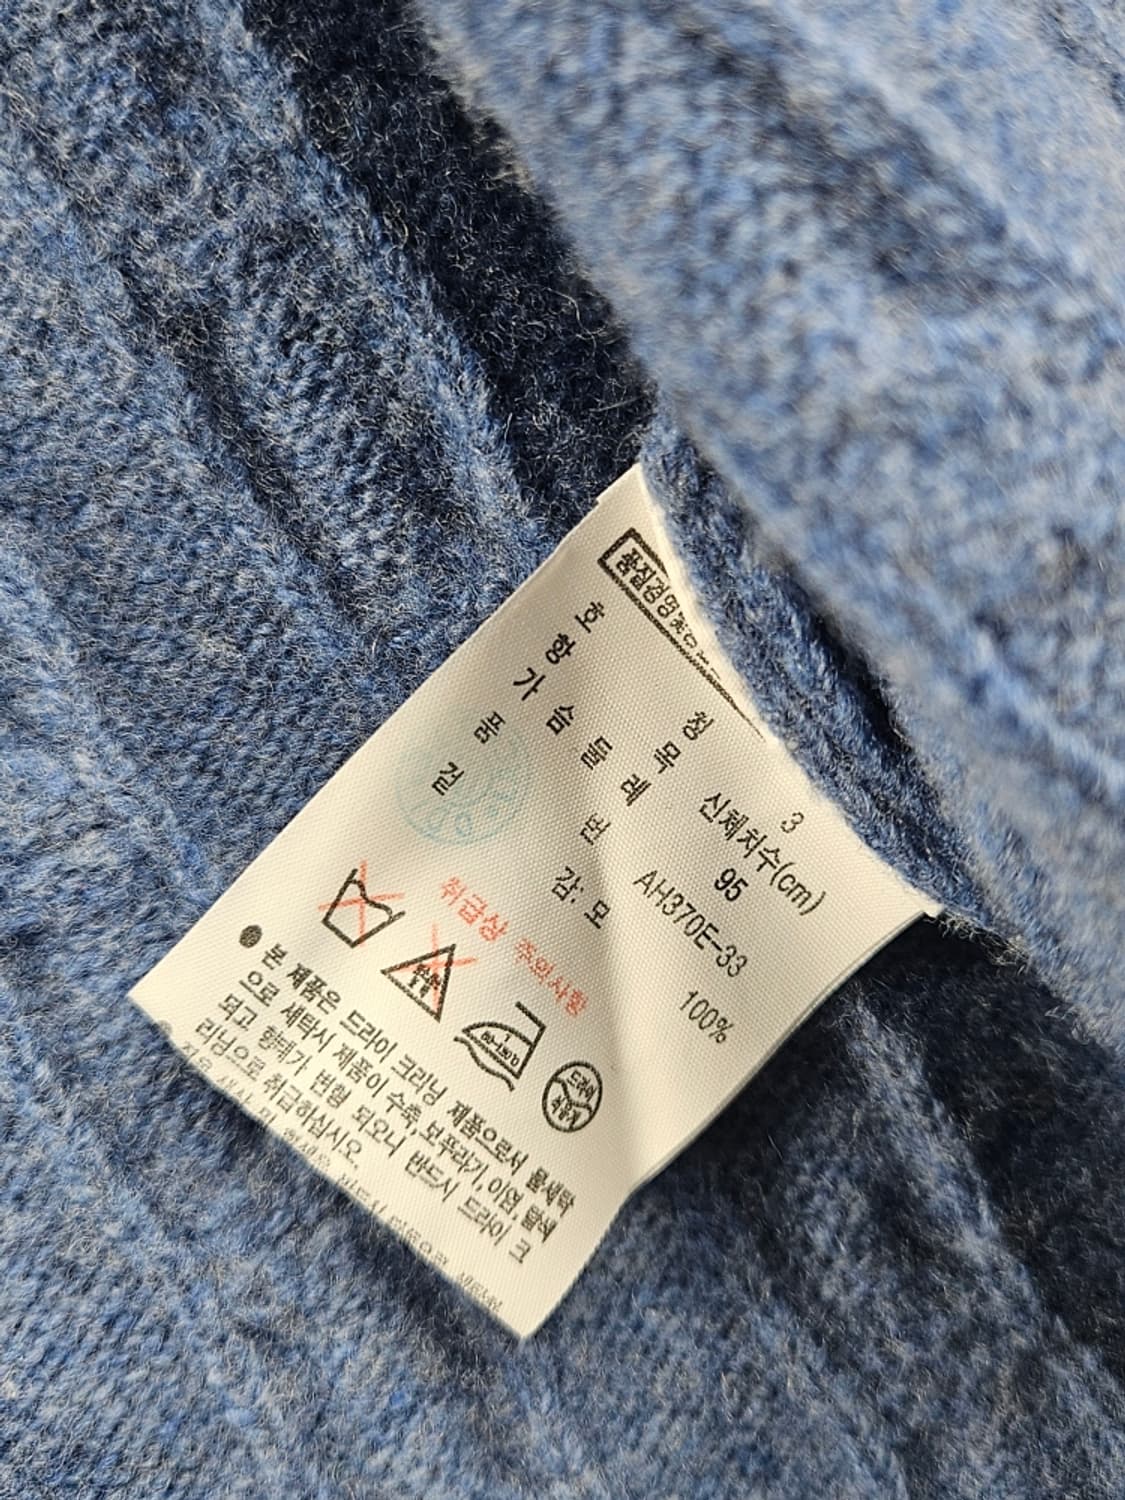 품질경영
호 칭 3
항 목 신체치수(cm)
가 슴 둘 레 95
품 번 AH370E-33
겉 감: 모 100%
취급상 주의사항
드라이
● 본 제품은 드라이 크리닝 제품으로서 물세탁
으로 세탁시 제품이 수축, 보푸라기, 이염, 탈색
되고 형태가 변형 되오니 반드시 드라이 크
리닝으로 취급하십시오.